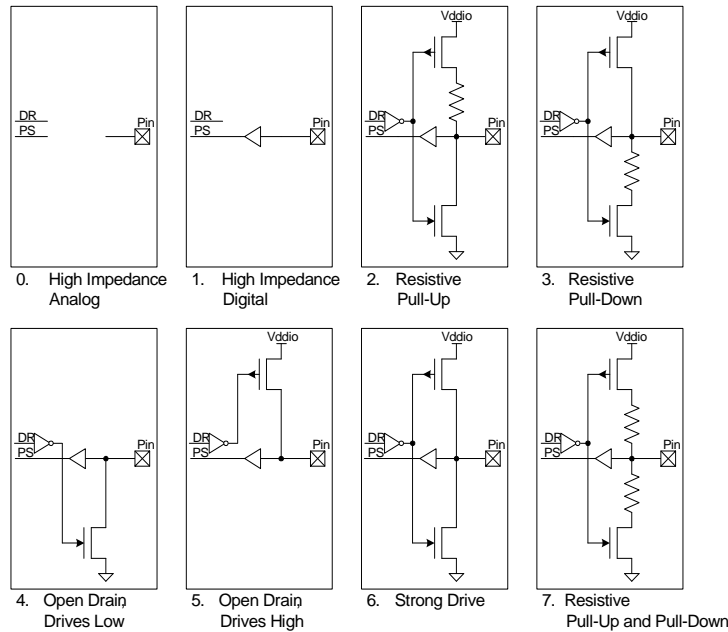 Vddio
Vddio
DR
PS
Pin
DR
PS
Pin
DR
PS
Pin
DR
PS
Pin
0. High Impedance
Analog
1. High Impedance
Digital
2. Resistive
Pull-Up
3. Resistive
Pull-Down
Vddio
Vddio
Vddio
DR
PS
Pin
DR
PS
Pin
DR
PS
Pin
DR
PS
Pin
4. Open Drain,
Drives Low
5. Open Drain,
Drives High
6. Strong Drive
7. Resistive
Pull-Up and Pull-Down